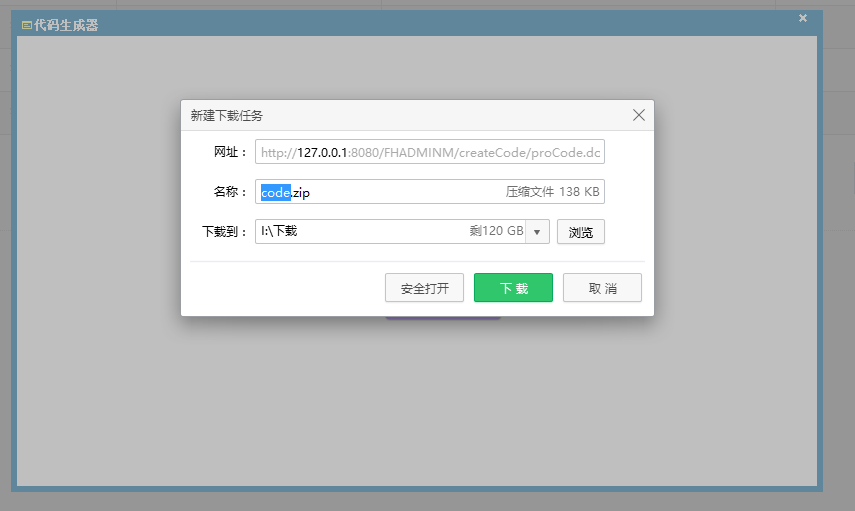 代码生成器
新建下载任务
网址： http://127.0.0.1:8080/FHADMINM/createCode/proCode.do
名称： code.zip 压缩文件 138 KB
下载到： I:\下载 剩120 GB 浏览
安全打开 下 载 取 消